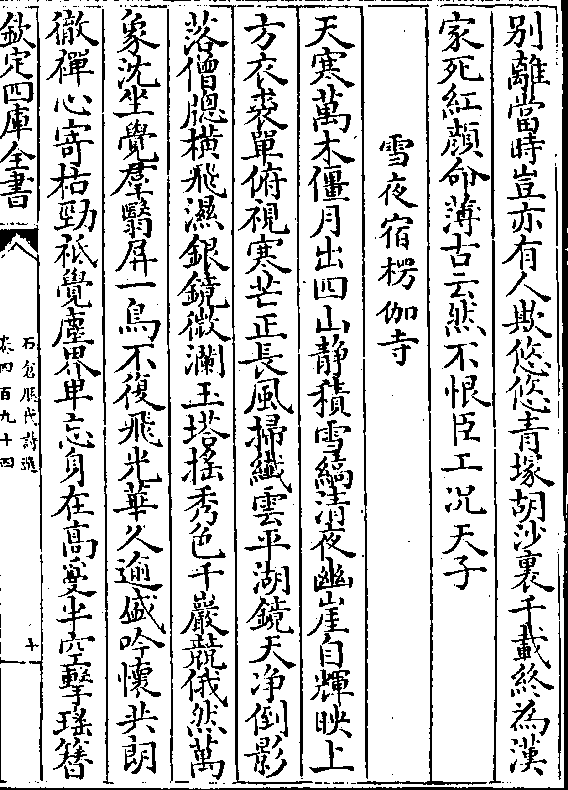 別離當時豈亦有人欺悠悠青塚胡沙裏千載終為漢
家死紅顔命薄古云然不恨臣工况天子
雪夜宿楞伽寺
天寒萬木僵月出四山静積雪縞清夜幽崖自輝映上
方衣裘單俯視寒芒正長風掃纖雲平湖鏡天净倒影
落僧牕横飛濕銀鏡微瀾玉塔揺秀色千巖競俄然萬
象沈坐覺羣翳屏一鳥不復飛光華久逾盛吟懐共朗
徹禪心寄枯勁袛覺塵界卑忘身在高夐半空擊瑶簪
欽定四庫全書
石倉歴代詩選
卷四百九十四
十